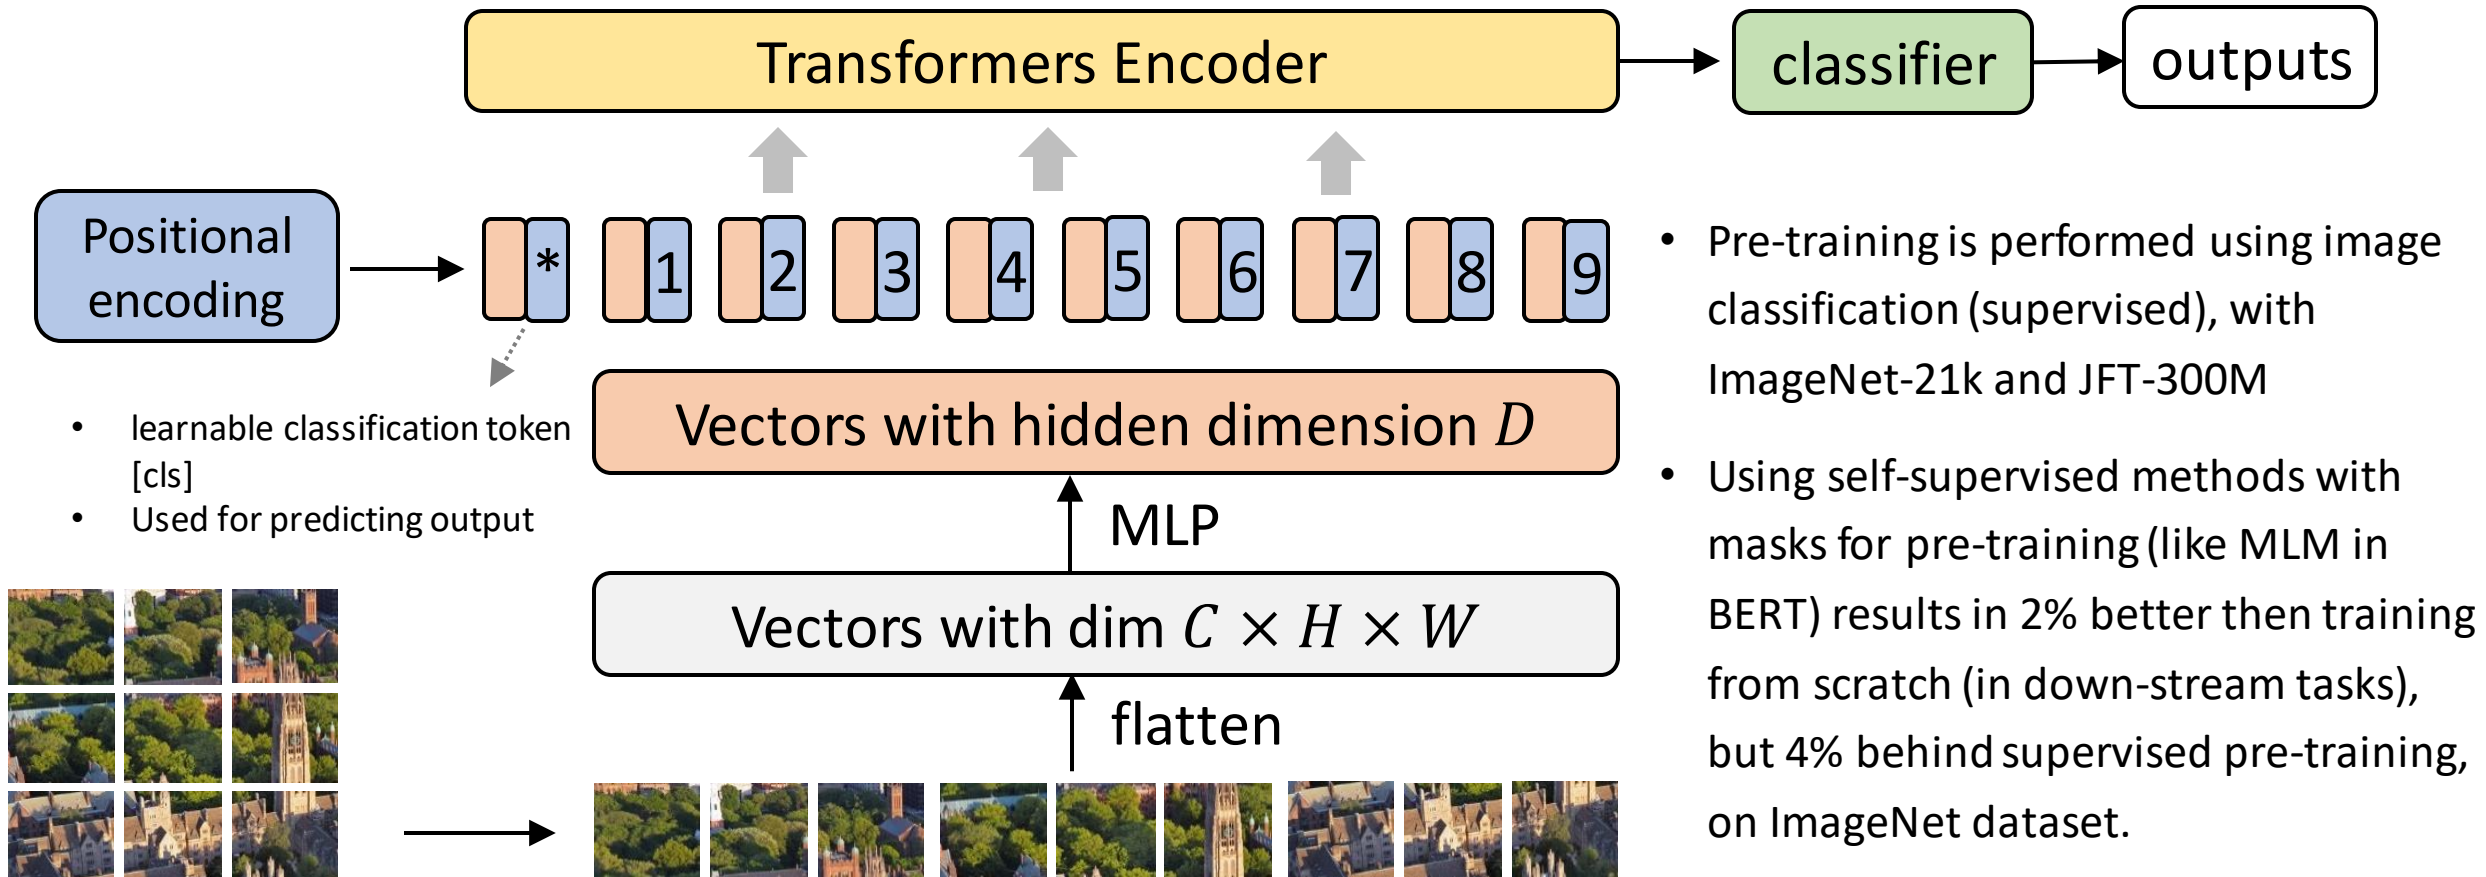 Transformers Encoder
classifier
outputs
Positional
encoding
*
1
2
3
4
5
6
7
8
9
• learnable classification token
[cls]
• Used for predicting output
Vectors with hidden dimension D
MLP
Vectors with dim C × H × W
flatten
• Pre-training is performed using image
classification (supervised), with
ImageNet-21k and JFT-300M
• Using self-supervised methods with
masks for pre-training (like MLM in
BERT) results in 2% better then training
from scratch (in down-stream tasks),
but 4% behind supervised pre-training,
on ImageNet dataset.